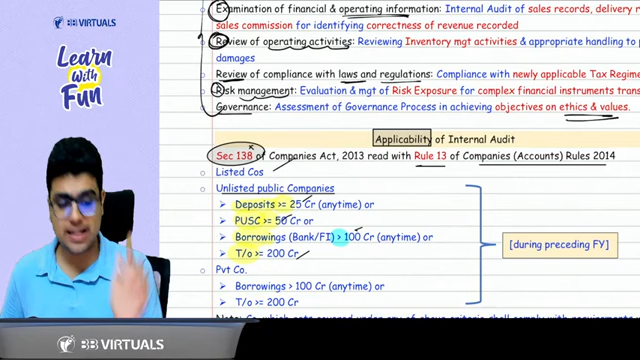 BB VIRTUALS
Learn
With
Fun
Examination of financial & operating information: Internal Audit of sales records, delivery
sales commission for identifying correctness of revenue recorded
Review of operating activities: Reviewing Inventory mgt activities & appropriate handling to
damages
Review of compliance with laws and regulations: Compliance with newly applicable Tax
Risk management: Evaluation & mgt of Risk Exposure for complex financial instruments
Governance: Assessment of Governance Process in achieving objectives on ethics & values.
Applicability of Internal Audit
Sec 138 of Companies Act, 2013 read with Rule 13 of Companies (Accounts) Rules 2014
Listed Cos
Unlisted public Companies
Deposits >= 25 Cr (anytime) or
PUSC >= 50 Cr or
Borrowings (Bank/FI) > 100 Cr (anytime) or
T/o >= 200 Cr
[during preceding FY]
Pvt Co.
Borrowings > 100 Cr (anytime) or
T/o >= 200 Cr
BB VIRTUALS
BB VIRTUALS